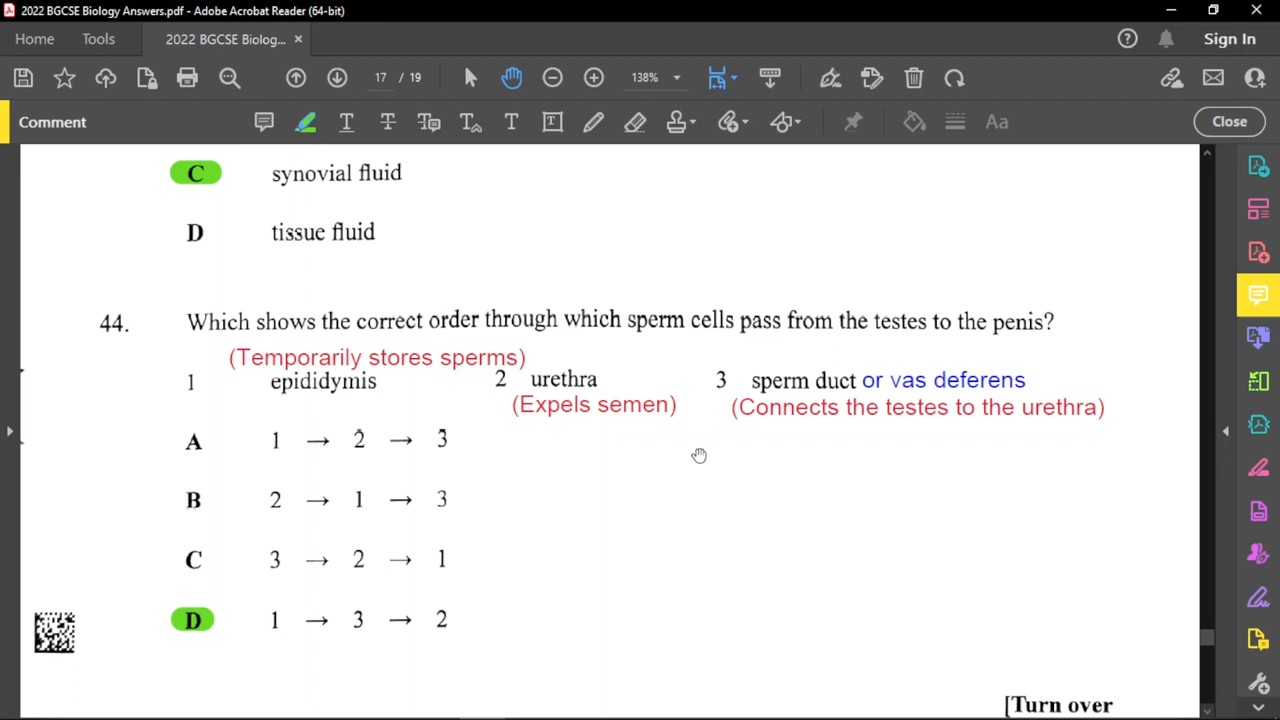 2022 BGCSE Biology Answers.pdf - Adobe Acrobat Reader (64-bit)
Home Tools 2022 BGCSE Biolog... × Sign In
17 / 19 138%
Comment Close
C synovial fluid
D tissue fluid
44. Which shows the correct order through which sperm cells pass from the testes to the penis?
(Temporarily stores sperms)
1 epididymis 2 urethra 3 sperm duct or vas deferens
(Expels semen) (Connects the testes to the urethra)
A 1 → 2 → 3
B 2 → 1 → 3
C 3 → 2 → 1
D 1 → 3 → 2
[Turn over